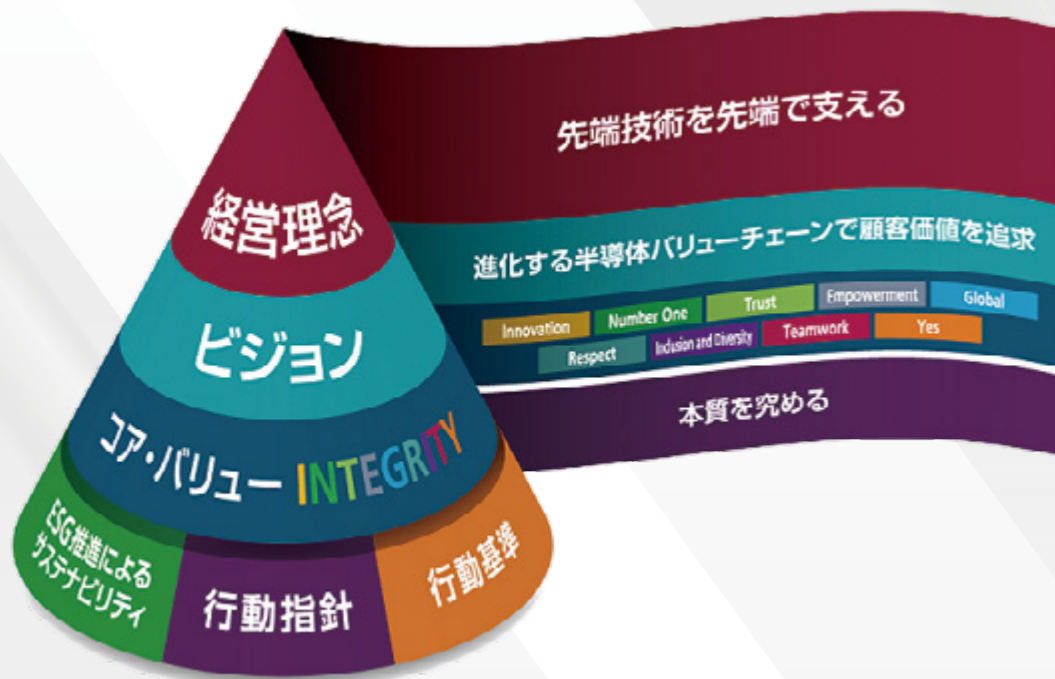 経営理念
先端技術を先端で支える
ビジョン
進化する半導体バリューチェーンで顧客価値を追求
コア・バリュー INTEGRITY
Innovation Number One Trust Empowerment Global
Respect Inclusion and Diversity Teamwork Yes
ESG推進による
サステナビリティ
行動指針
本質を究める
行動基準